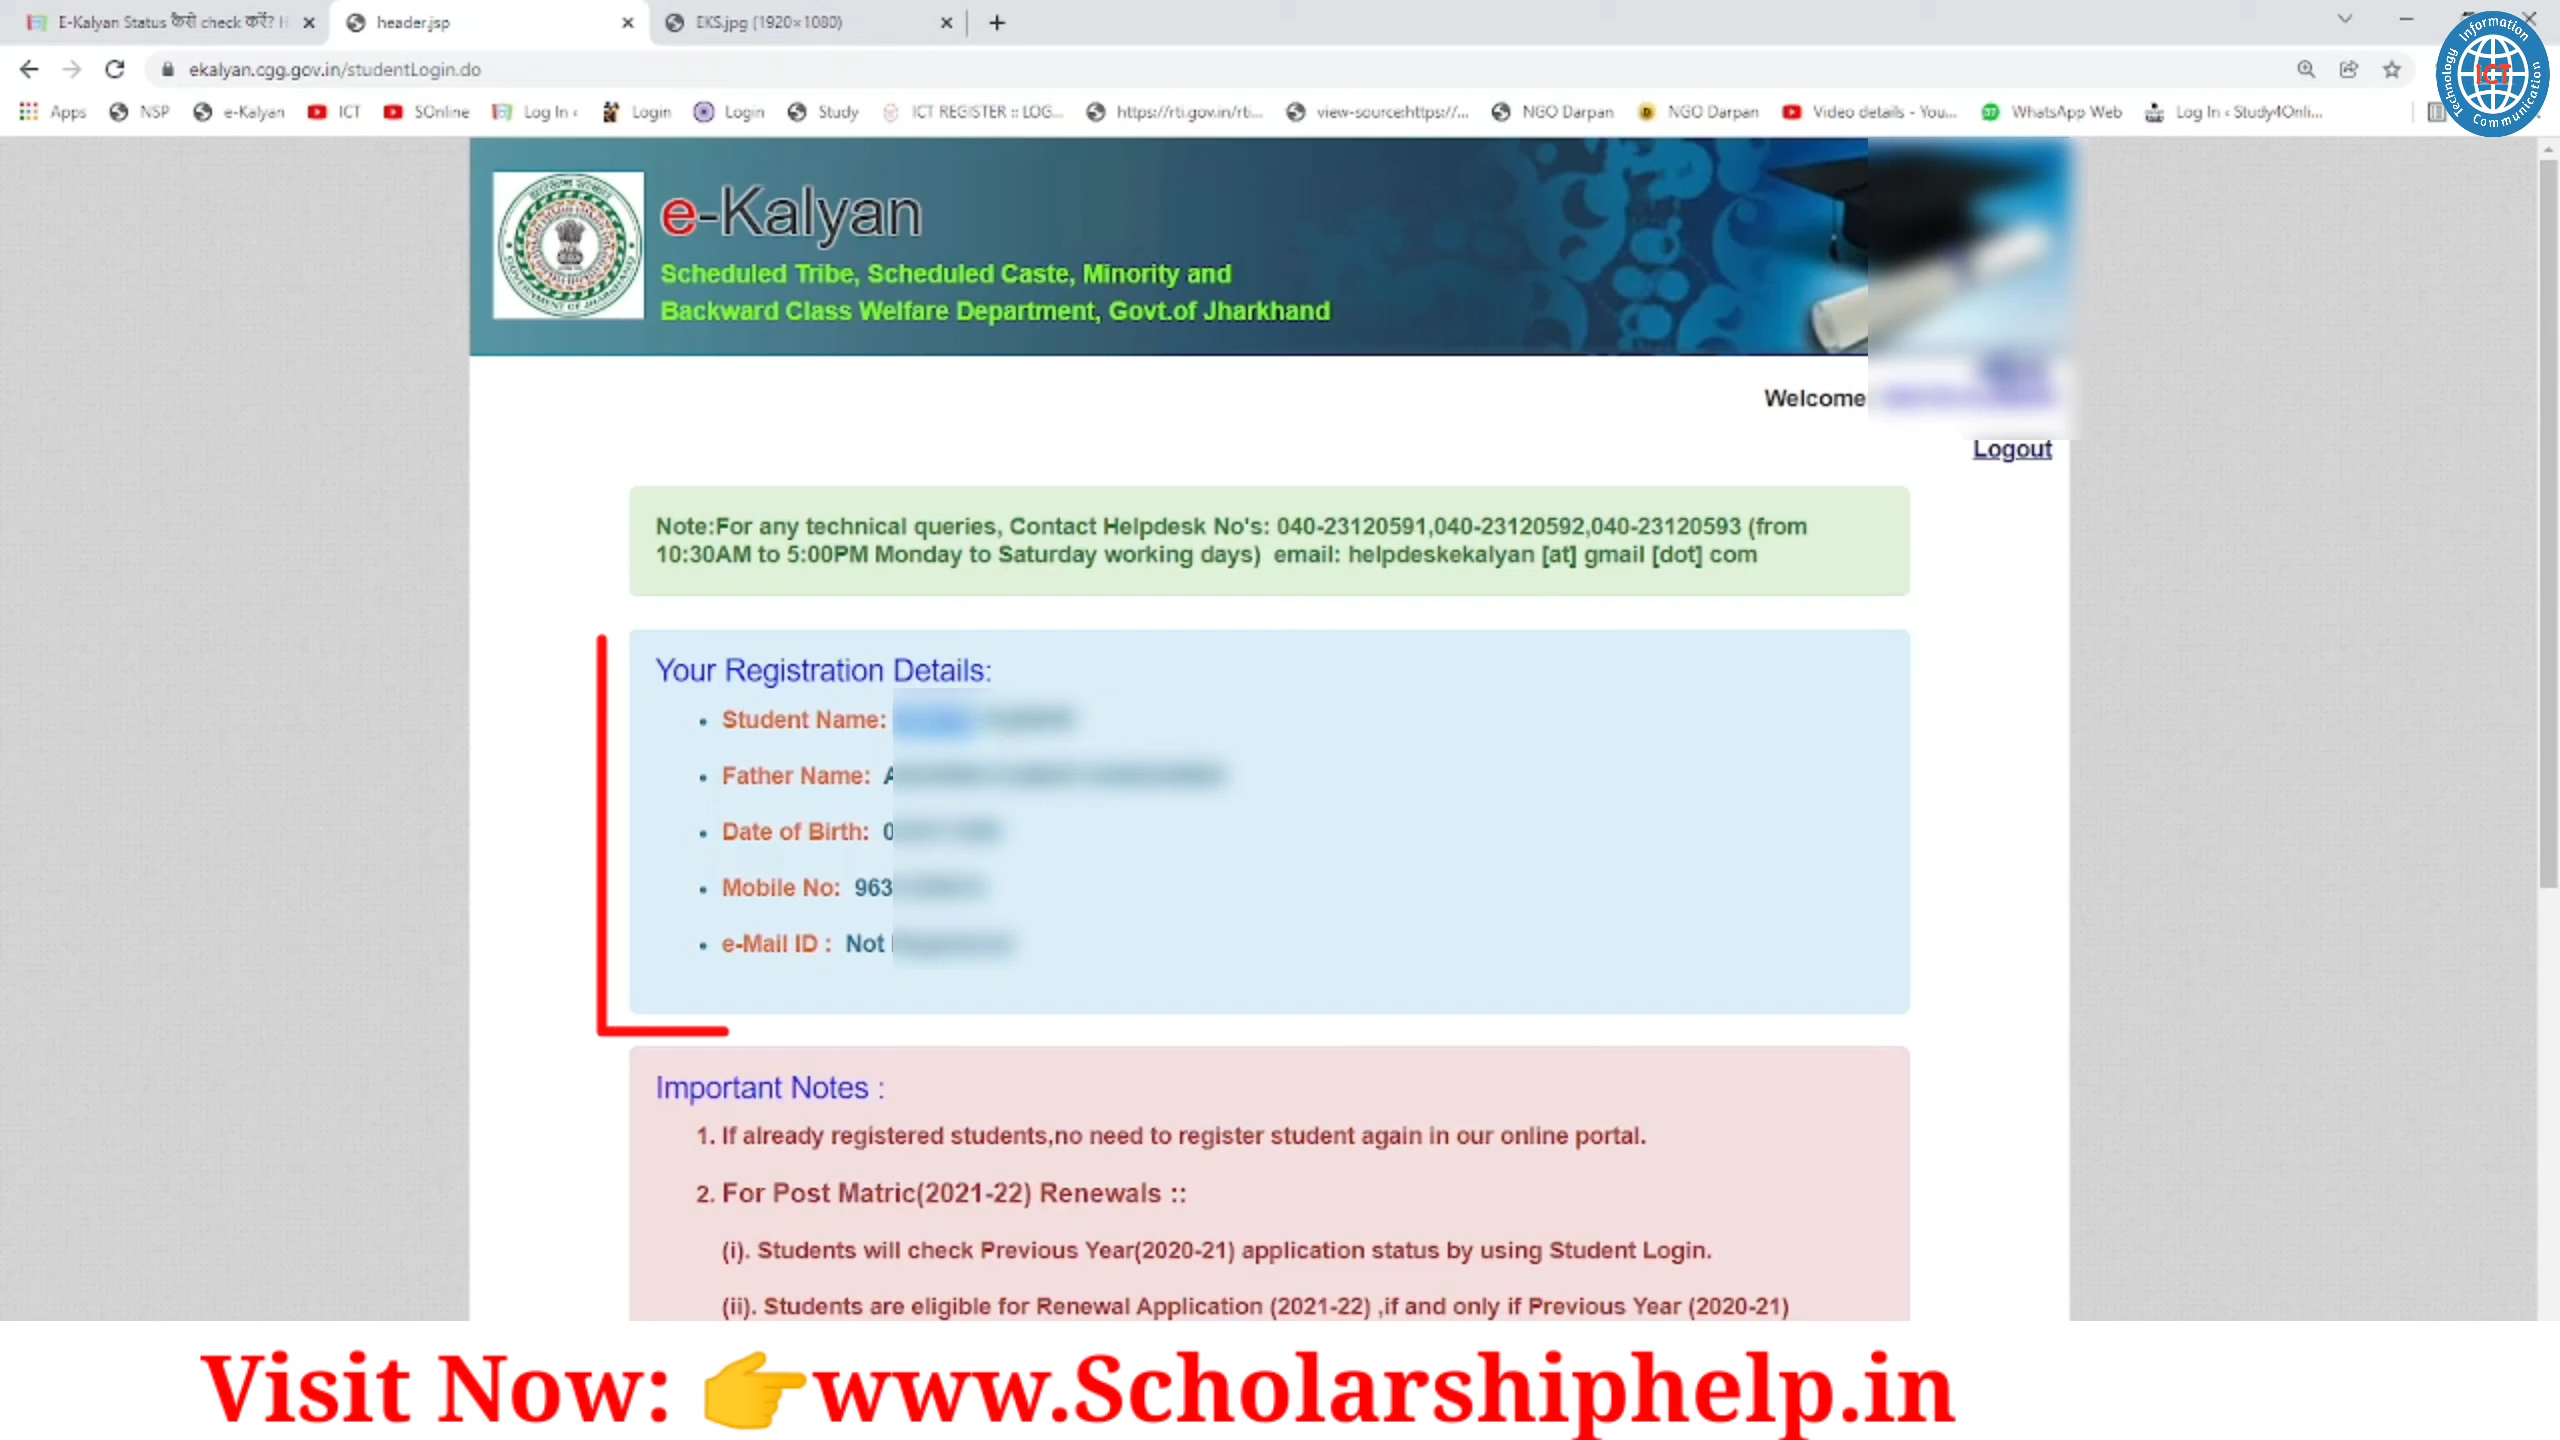 E-Kalyan Status कैसे check करें? H
header.jsp
EKS.jpg (1920×1080)
ekalyan.cgg.gov.in/studentLogin.do
Apps NSP e-Kalyan ICT SOnline Log In ‹ Login Login Study ICT REGISTER :: LOG... https://rti.gov.in/rti... view-source:https://... NGO Darpan NGO Darpan Video details - You... WhatsApp Web Log In ‹ Study4Onli...
Information
Communication
Technology
ICT
GOVERNMENT OF JHARKHAND
e-Kalyan
Scheduled Tribe, Scheduled Caste, Minority and
Backward Class Welfare Department, Govt.of Jharkhand
Welcome
Logout
Note:For any technical queries, Contact Helpdesk No's: 040-23120591,040-23120592,040-23120593 (from
10:30AM to 5:00PM Monday to Saturday working days) email: helpdeskekalyan [at] gmail [dot] com
Your Registration Details:
• Student Name:
• Father Name: A
• Date of Birth: 0
• Mobile No: 963
• e-Mail ID : Not
Important Notes :
1. If already registered students,no need to register student again in our online portal.
2. For Post Matric(2021-22) Renewals ::
(i). Students will check Previous Year(2020-21) application status by using Student Login.
(ii). Students are eligible for Renewal Application (2021-22) ,if and only if Previous Year (2020-21)
Visit Now: 👉www.Scholarshiphelp.in